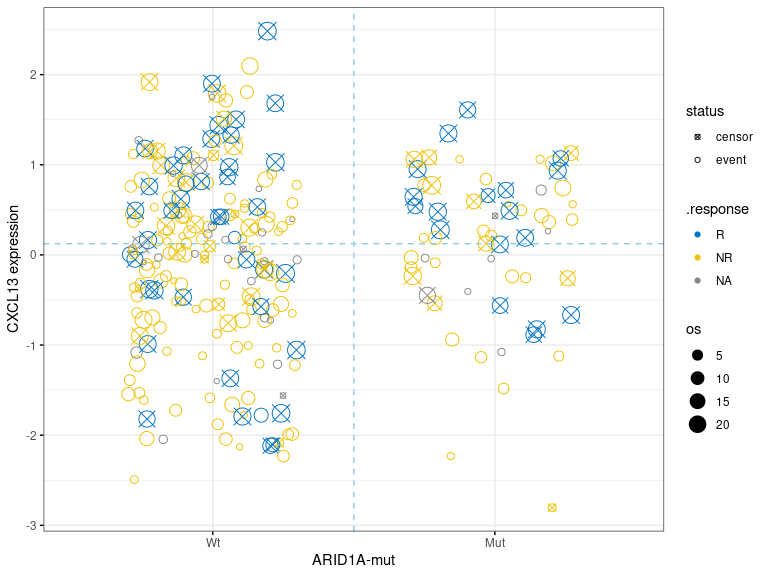 CXCL13 expression
2
1
0
-1
-2
-3
Wt
Mut
ARID1A-mut
status
censor
event
.response
R
NR
NA
os
5
10
15
20